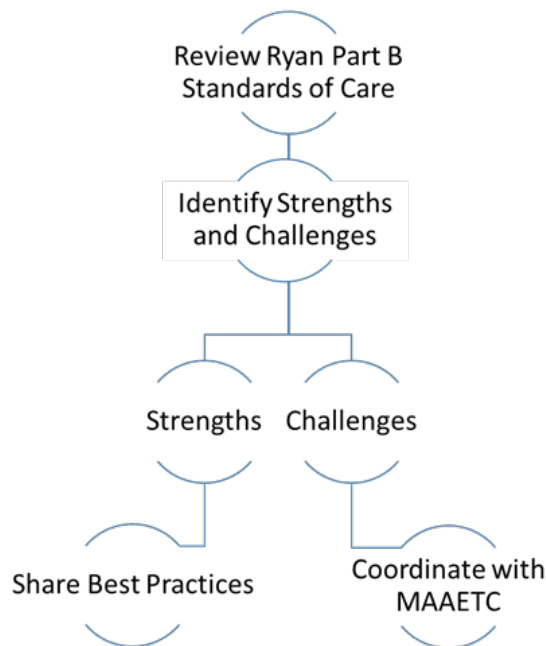 Review Ryan Part B
Standards of Care
Identify Strengths
and Challenges
Strengths
Challenges
Share Best Practices
Coordinate with
MAAETC